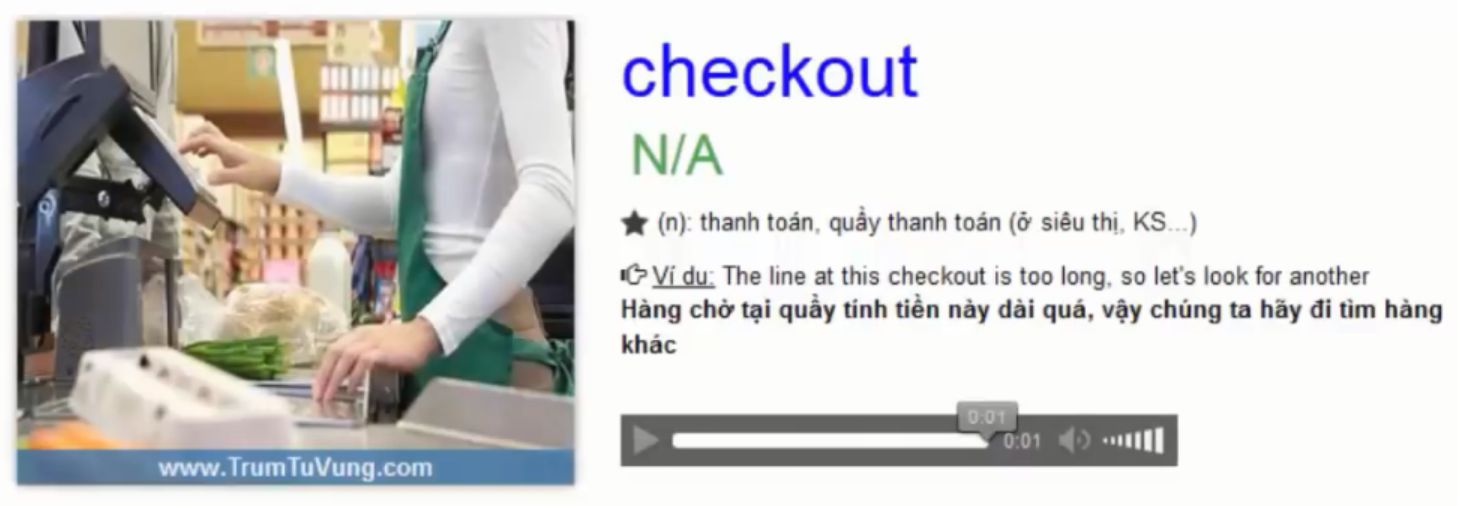 checkout
N/A
★ (n): thanh toán, quầy thanh toán (ở siêu thị, KS...)
Ví dụ: The line at this checkout is too long, so let's look for another
Hàng chờ tại quầy tính tiền này dài quá, vậy chúng ta hãy đi tìm hàng
khác
0:01
0:01
www.TrumTuVung.com